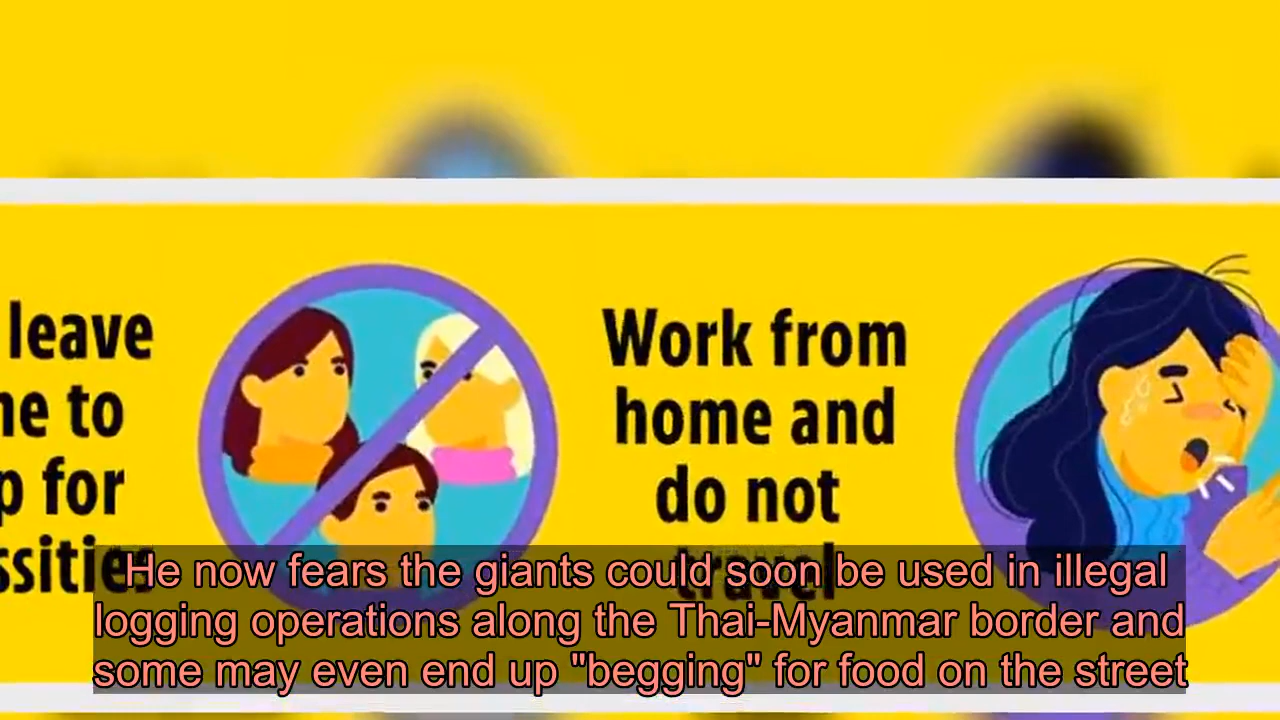 leave
to
for
Work from
home and
do not
travel
He now fears the giants could soon be used in illegal
logging operations along the Thai-Myanmar border and
some may even end up "begging" for food on the street